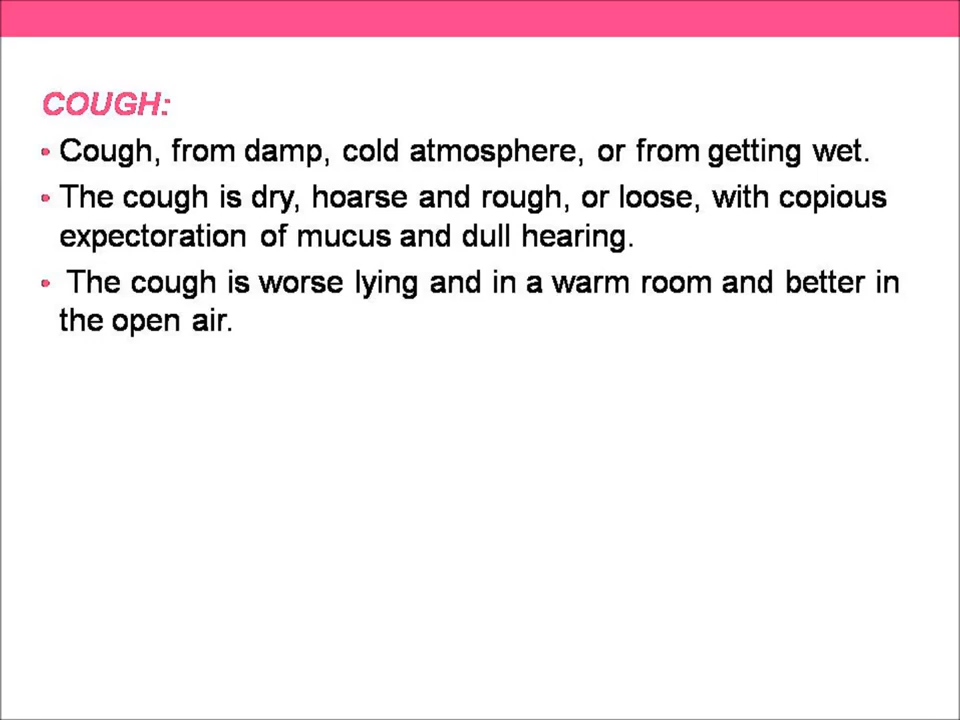 COUGH:
• Cough, from damp, cold atmosphere, or from getting wet.
• The cough is dry, hoarse and rough, or loose, with copious
expectoration of mucus and dull hearing.
• The cough is worse lying and in a warm room and better in
the open air.